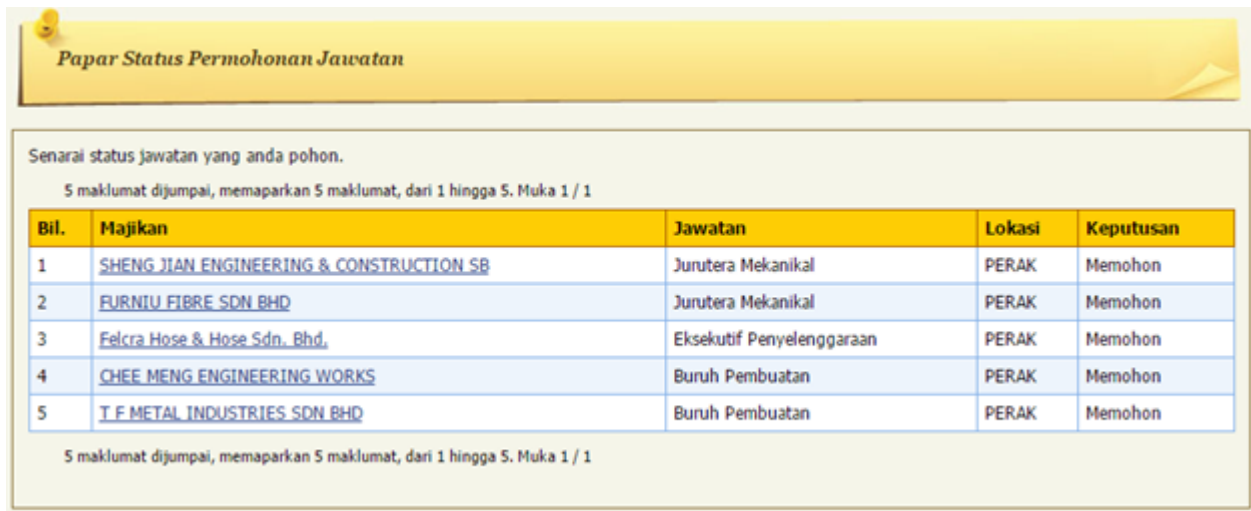 Papar Status Permohonan Jawatan
Senarai status jawatan yang anda pohon.
5 maklumat dijumpai, memaparkan 5 maklumat, dari 1 hingga 5. Muka 1 / 1
Bil. Majikan Jawatan Lokasi Keputusan
1 SHENG JIAN ENGINEERING & CONSTRUCTION SB Jurutera Mekanikal PERAK Memohon
2 FURNIU FIBRE SDN BHD Jurutera Mekanikal PERAK Memohon
3 Felcra Hose & Hose Sdn. Bhd. Eksekutif Penyelenggaraan PERAK Memohon
4 CHEE MENG ENGINEERING WORKS Buruh Pembuatan PERAK Memohon
5 T F METAL INDUSTRIES SDN BHD Buruh Pembuatan PERAK Memohon
5 maklumat dijumpai, memaparkan 5 maklumat, dari 1 hingga 5. Muka 1 / 1